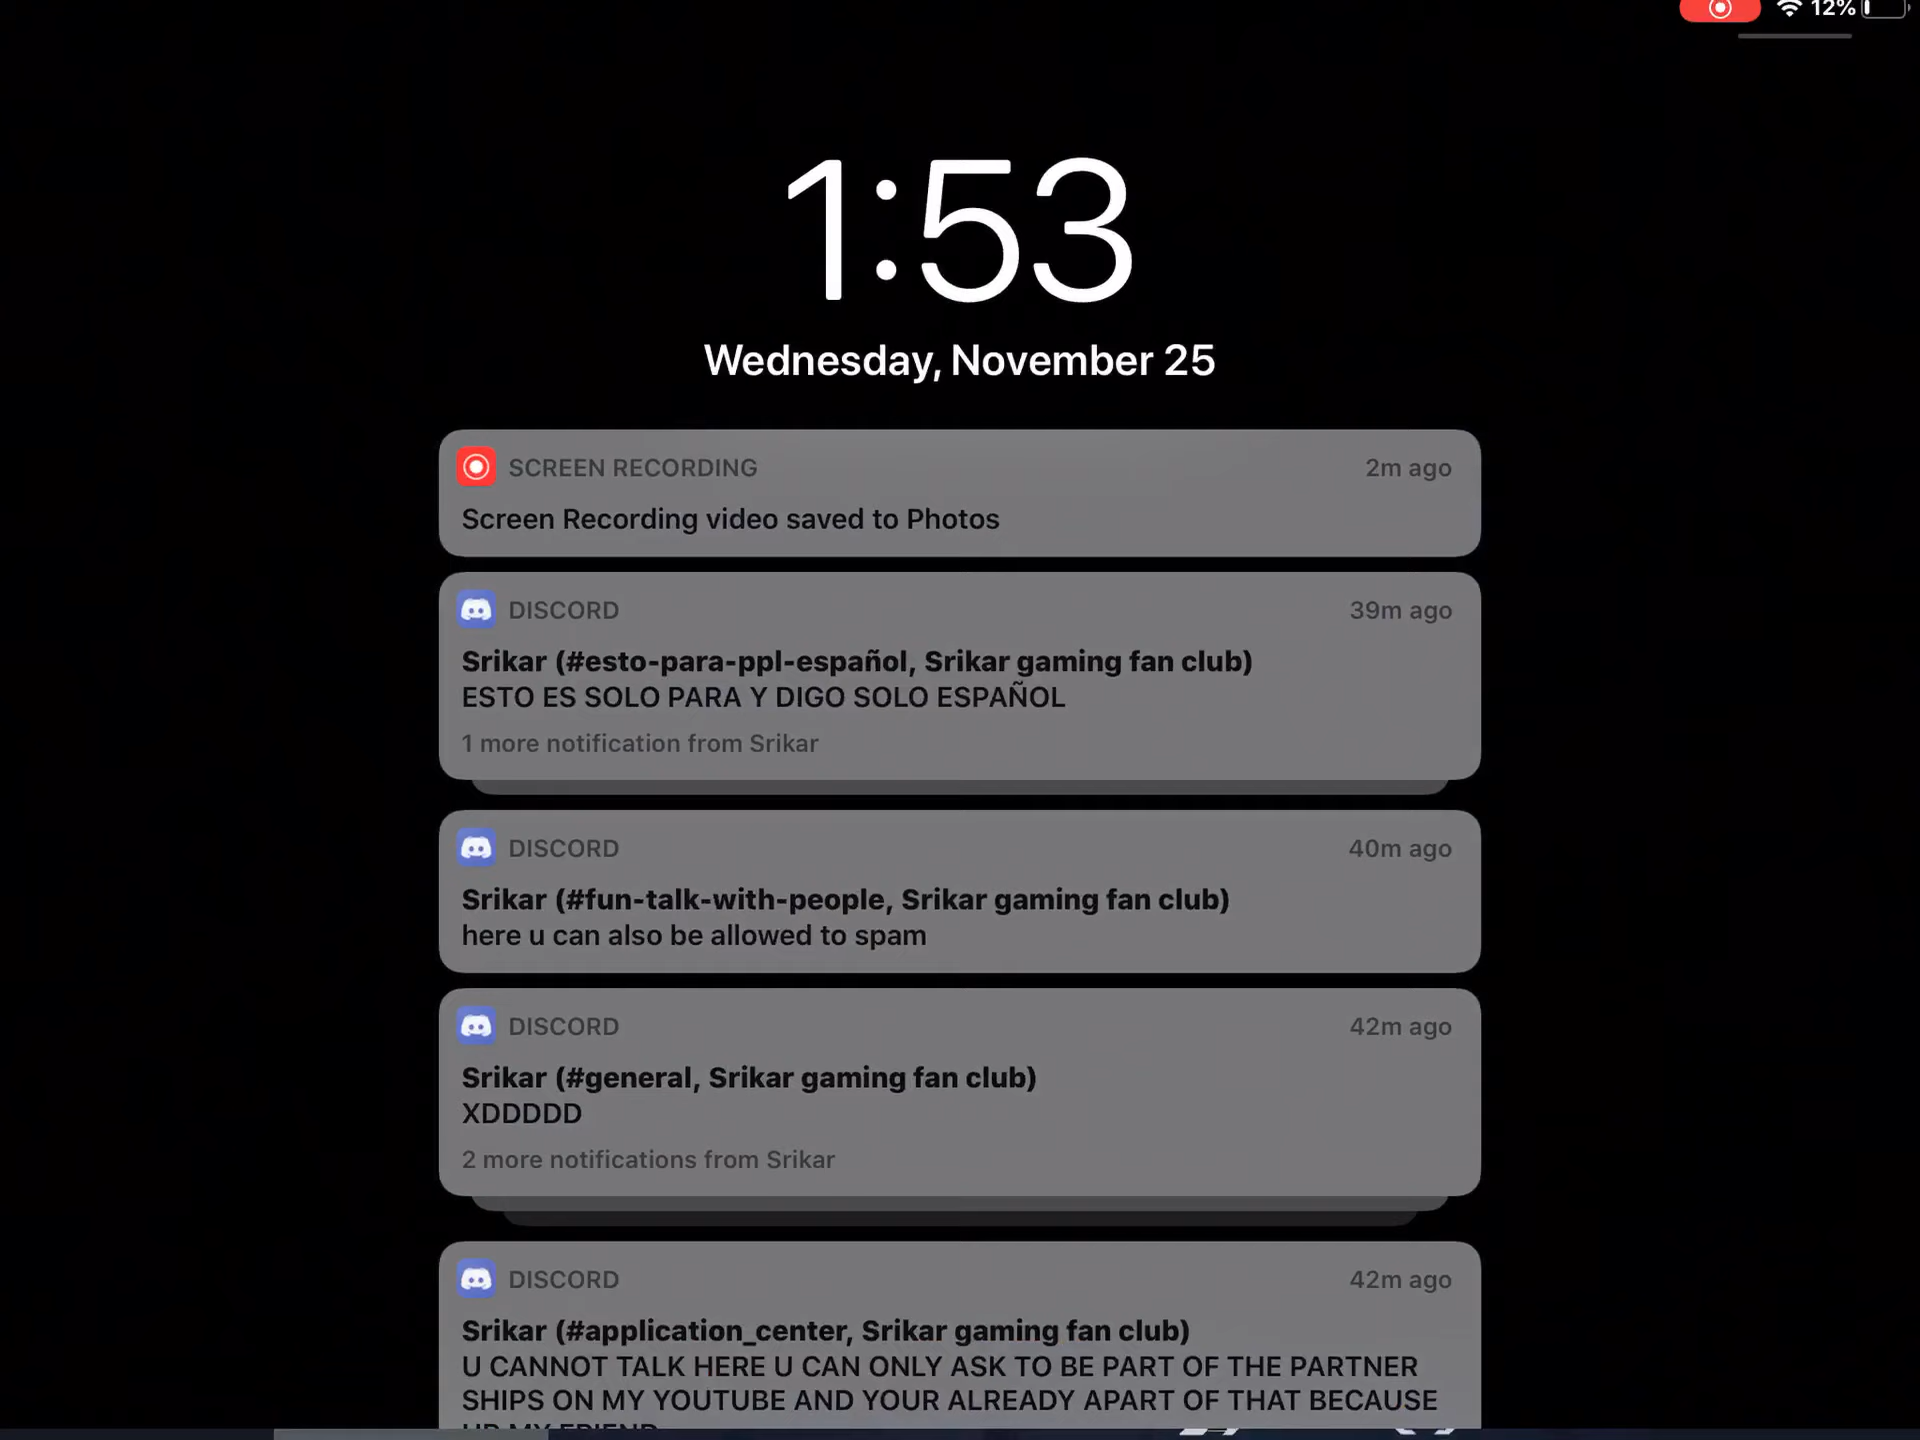 12%
1:53
Wednesday, November 25
SCREEN RECORDING 2m ago
Screen Recording video saved to Photos
DISCORD 39m ago
Srikar (#esto-para-ppl-español, Srikar gaming fan club)
ESTO ES SOLO PARA Y DIGO SOLO ESPAÑOL
1 more notification from Srikar
DISCORD 40m ago
Srikar (#fun-talk-with-people, Srikar gaming fan club)
here u can also be allowed to spam
DISCORD 42m ago
Srikar (#general, Srikar gaming fan club)
XDDDDD
2 more notifications from Srikar
DISCORD 42m ago
Srikar (#application_center, Srikar gaming fan club)
U CANNOT TALK HERE U CAN ONLY ASK TO BE PART OF THE PARTNER
SHIPS ON MY YOUTUBE AND YOUR ALREADY APART OF THAT BECAUSE
MY FRIEND